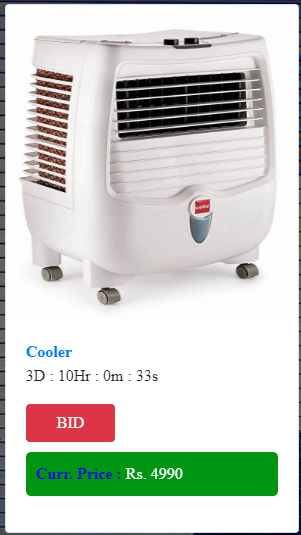 Cooler
3D : 10Hr : 0m : 33s
BID
Curr. Price : Rs. 4990